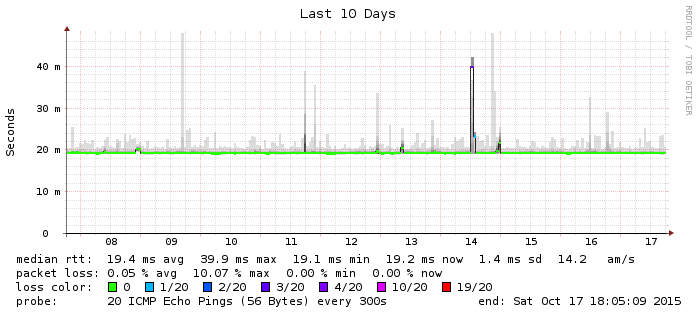 Last 10 Days
RRDTOOL / TOBI OETIKER
Seconds
40 m
30 m
20 m
10 m
0
08 09 10 11 12 13 14 15 16 17
median rtt: 19.4 ms avg 39.9 ms max 19.1 ms min 19.2 ms now 1.4 ms sd 14.2 am/s
packet loss: 0.05 % avg 10.07 % max 0.00 % min 0.00 % now
loss color: 0 1/20 2/20 3/20 4/20 10/20 19/20
probe: 20 ICMP Echo Pings (56 Bytes) every 300s end: Sat Oct 17 18:05:09 2015